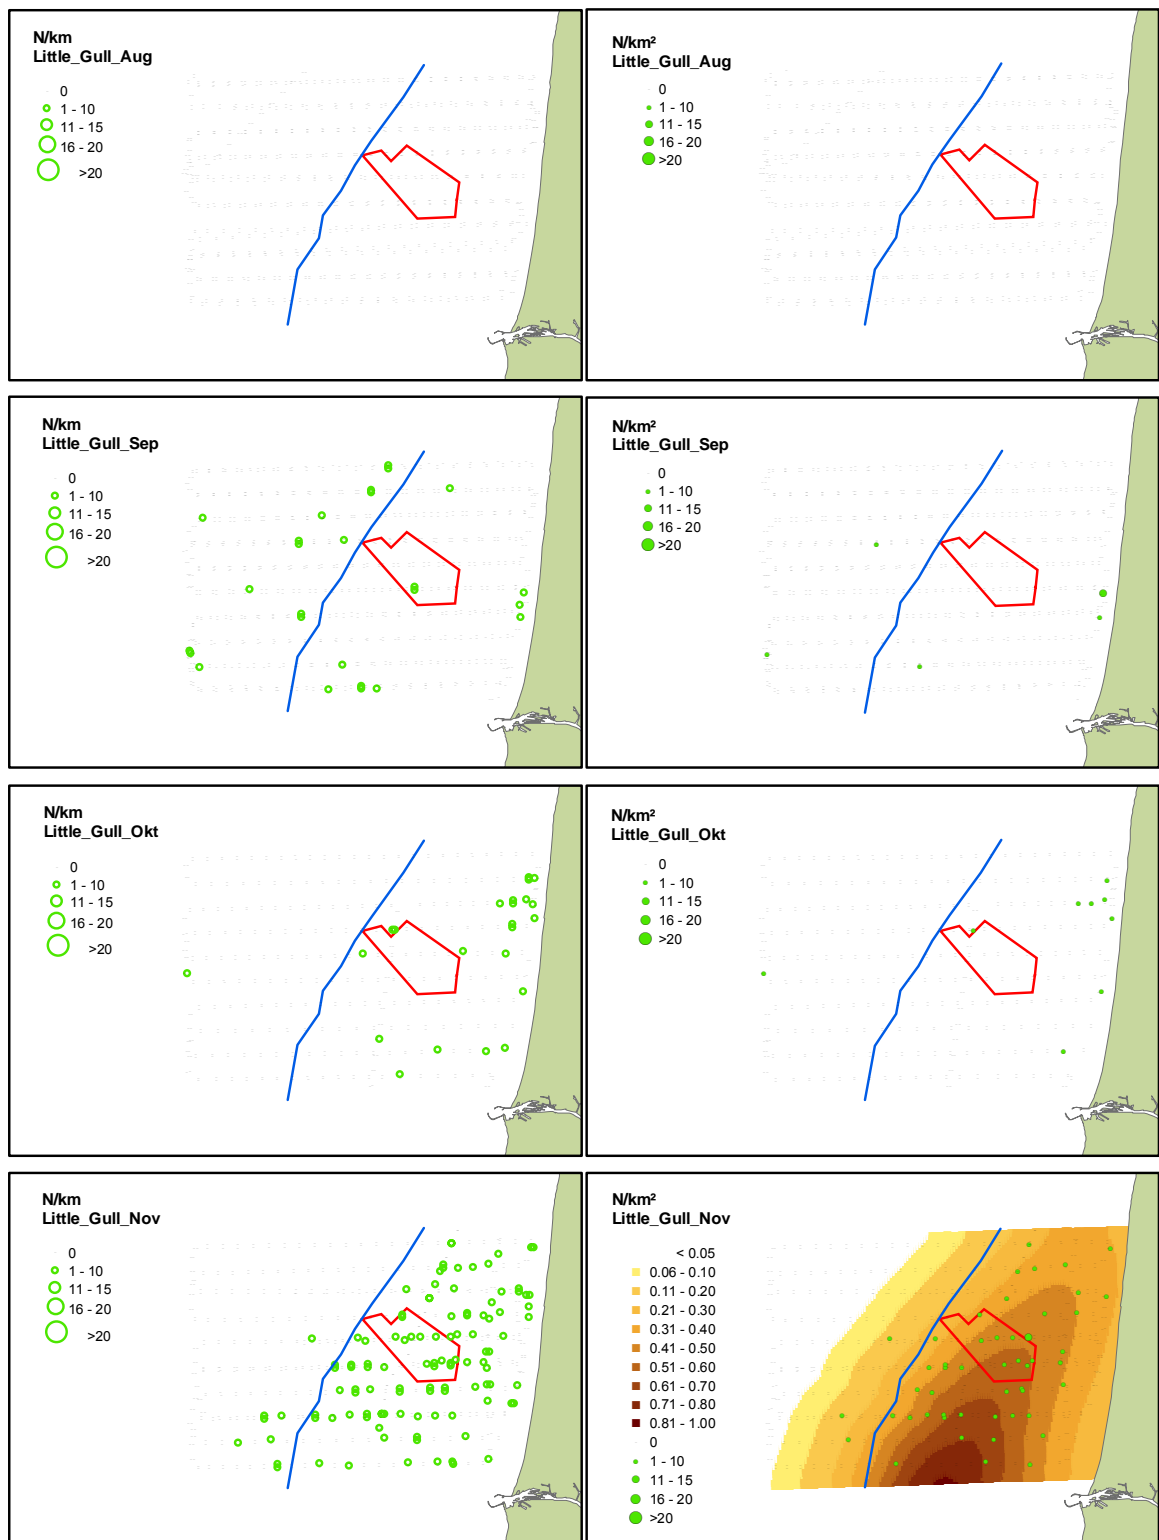 N/km
Little_Gull_Aug
0
1 - 10
11 - 15
16 - 20
>20
N/km²
Little_Gull_Aug
0
1 - 10
11 - 15
16 - 20
>20
N/km
Little_Gull_Sep
0
1 - 10
11 - 15
16 - 20
>20
N/km²
Little_Gull_Sep
0
1 - 10
11 - 15
16 - 20
>20
N/km
Little_Gull_Okt
0
1 - 10
11 - 15
16 - 20
>20
N/km²
Little_Gull_Okt
0
1 - 10
11 - 15
16 - 20
>20
N/km
Little_Gull_Nov
0
1 - 10
11 - 15
16 - 20
>20
N/km²
Little_Gull_Nov
< 0.05
0.06 - 0.10
0.11 - 0.20
0.21 - 0.30
0.31 - 0.40
0.41 - 0.50
0.51 - 0.60
0.61 - 0.70
0.71 - 0.80
0.81 - 1.00
0
1 - 10
11 - 15
16 - 20
>20